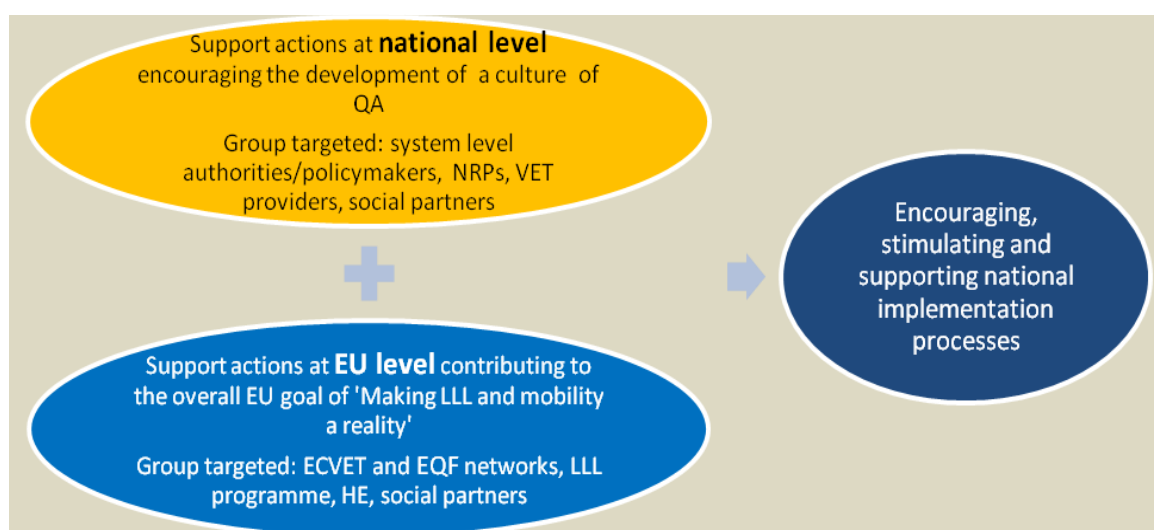 Support actions at national level
encouraging the development of a culture of
QA
Group targeted: system level
authorities/policymakers, NRPs, VET
providers, social partners
Support actions at EU level contributing to
the overall EU goal of 'Making LLL and mobility
a reality'
Group targeted: ECVET and EQF networks, LLL
programme, HE, social partners
Encouraging,
stimulating and
supporting national
implementation
processes